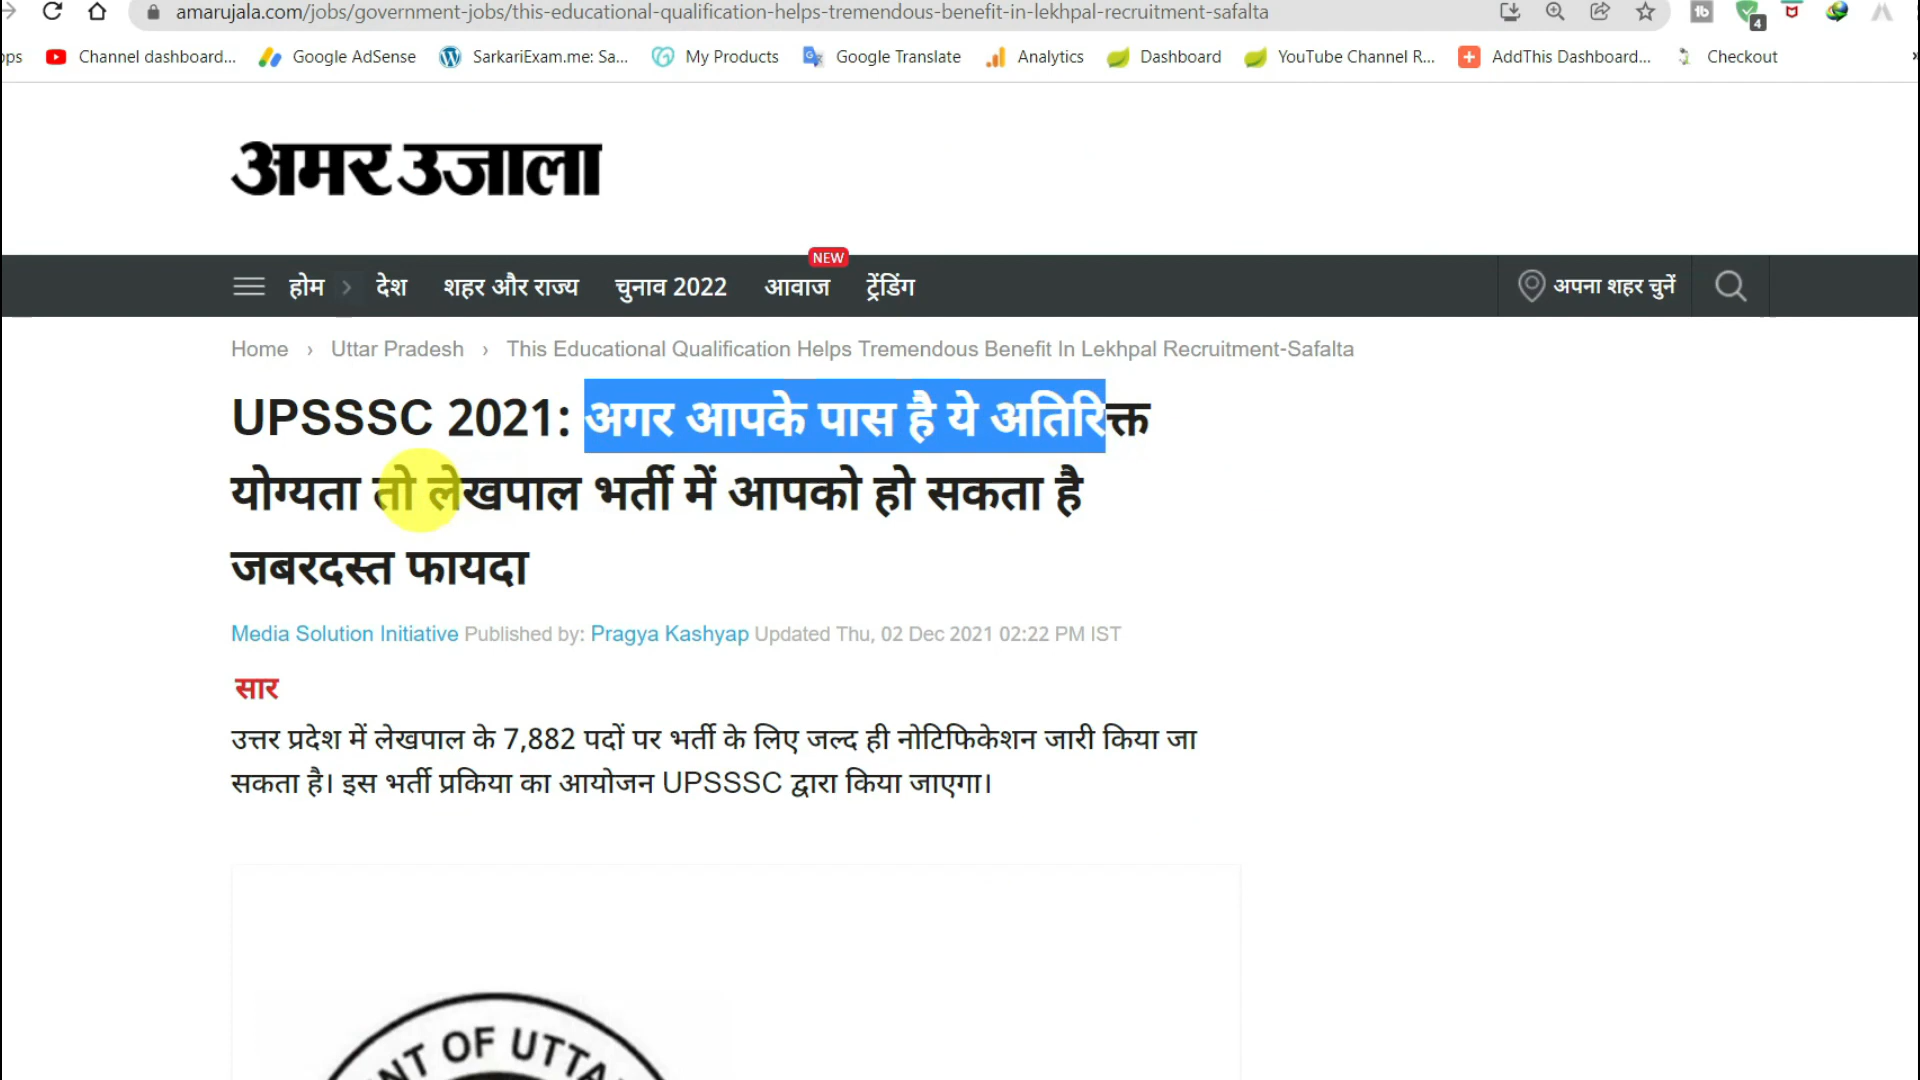 amarujala.com/jobs/government-jobs/this-educational-qualification-helps-tremendous-benefit-in-lekhpal-recruitment-safalta
4
Channel dashboard... Google AdSense SarkariExam.me: Sa... My Products Google Translate Analytics Dashboard YouTube Channel R... AddThis Dashboard... Checkout
अमर उजाला
NEW
होम देश शहर और राज्य चुनाव 2022 आवाज ट्रेंडिंग अपना शहर चुनें
Home › Uttar Pradesh › This Educational Qualification Helps Tremendous Benefit In Lekhpal Recruitment-Safalta
UPSSSC 2021: अगर आपके पास है ये अतिरिक्त
योग्यता तो लेखपाल भर्ती में आपको हो सकता है
जबरदस्त फायदा
Media Solution Initiative Published by: Pragya Kashyap Updated Thu, 02 Dec 2021 02:22 PM IST
सार
उत्तर प्रदेश में लेखपाल के 7,882 पदों पर भर्ती के लिए जल्द ही नोटिफिकेशन जारी किया जा
सकता है। इस भर्ती प्रकिया का आयोजन UPSSSC द्वारा किया जाएगा।
OF